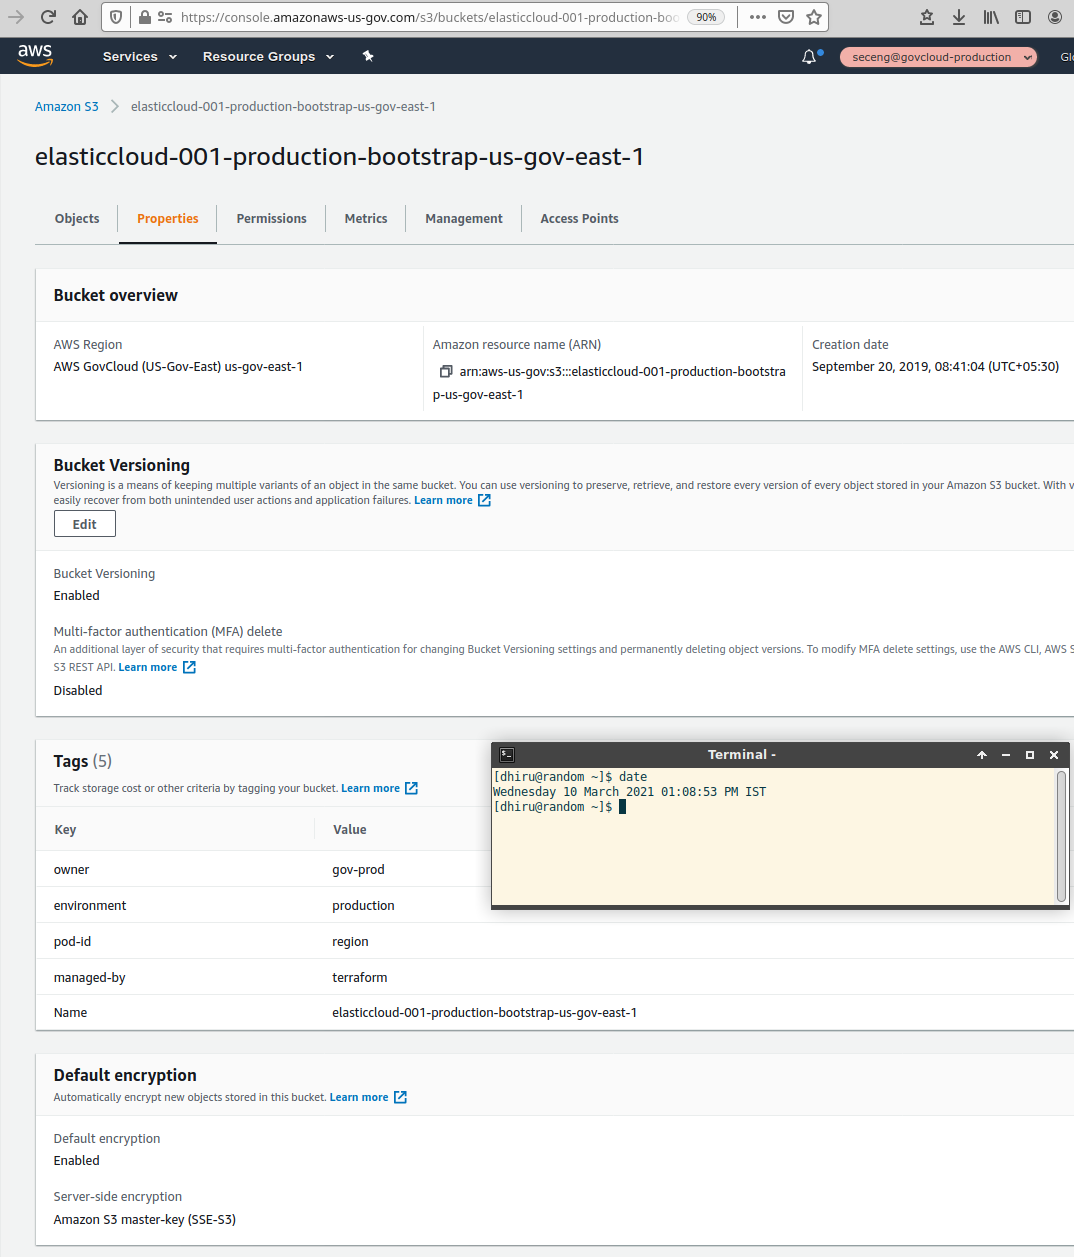 https://console.amazonaws-us-gov.com/s3/buckets/elasticcloud-001-production-boo
90%
aws
Services
Resource Groups
seceng@govcloud-production
Glo
Amazon S3
elasticcloud-001-production-bootstrap-us-gov-east-1
elasticcloud-001-production-bootstrap-us-gov-east-1
Objects
Properties
Permissions
Metrics
Management
Access Points
Bucket overview
AWS Region
AWS GovCloud (US-Gov-East) us-gov-east-1
Amazon resource name (ARN)
arn:aws-us-gov:s3:::elasticcloud-001-production-bootstra
p-us-gov-east-1
Creation date
September 20, 2019, 08:41:04 (UTC+05:30)
Bucket Versioning
Versioning is a means of keeping multiple variants of an object in the same bucket. You can use versioning to preserve, retrieve, and restore every version of every object stored in your Amazon S3 bucket. With v
easily recover from both unintended user actions and application failures. Learn more
Edit
Bucket Versioning
Enabled
Multi-factor authentication (MFA) delete
An additional layer of security that requires multi-factor authentication for changing Bucket Versioning settings and permanently deleting object versions. To modify MFA delete settings, use the AWS CLI, AWS S
S3 REST API. Learn more
Disabled
Tags (5)
Track storage cost or other criteria by tagging your bucket. Learn more
Key
Value
owner
gov-prod
environment
production
pod-id
region
managed-by
terraform
Name
elasticcloud-001-production-bootstrap-us-gov-east-1
Terminal -
[dhiru@random ~]$ date
Wednesday 10 March 2021 01:08:53 PM IST
[dhiru@random ~]$
Default encryption
Automatically encrypt new objects stored in this bucket. Learn more
Default encryption
Enabled
Server-side encryption
Amazon S3 master-key (SSE-S3)